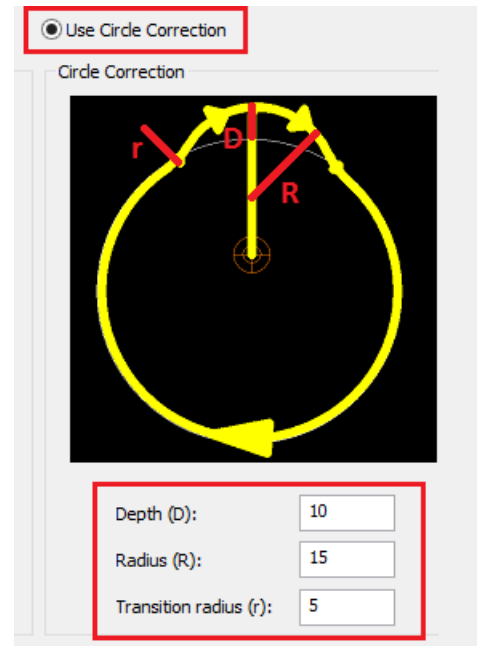 Use Circle Correction
Circle Correction
r
D
R
Depth (D):
10
Radius (R):
15
Transition radius (r):
5